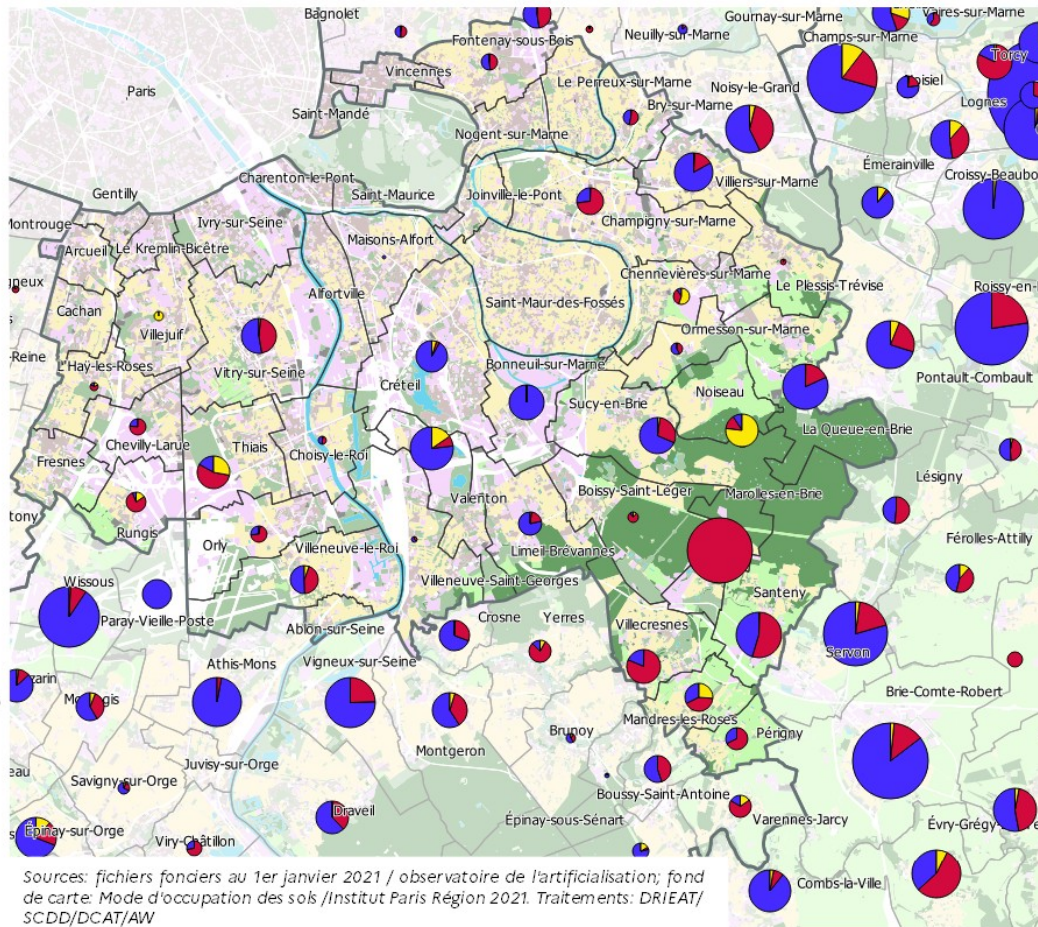 Bagnolet
Gournay-sur-Marne
Vaires-sur-Marne
Fontenay-sous-Bois
Neuilly-sur-Marne
Champs-sur-Marne
Torcy
Vincennes
Le Perreux-sur-Marne
Noisy-le-Grand
Noisiel
Paris
Bry-sur-Marne
Lognes
Saint-Mandé
Nogent-sur-Marne
Émerainville
Charenton-le-Pont
Croissy-Beaubo
Gentilly
Saint-Maurice
Joinville-le-Pont
Villiers-sur-Marne
Montrouge
Ivry-sur-Seine
Champigny-sur-Marne
Arcueil
Le Kremlin-Bicêtre
Maisons-Alfort
Chennevières-sur-Marne
Le Plessis-Trévise
Roissy-en-
gneux
Alfortville
Cachan
Saint-Maur-des-Fossés
Villejuif
Ormesson-sur-Marne
-Reine
L'Haÿ-les-Roses
Vitry-sur-Seine
Bonneuil-sur-Marne
Pontault-Combault
Créteil
Noiseau
Sucy-en-Brie
La Queue-en-Brie
Chevilly-Larue
Thiais
Choisy-le-Roi
Fresnes
Lésigny
Valenton
Boissy-Saint-Léger
Marolles-en-Brie
tony
Rungis
Férolles-Attilly
Orly
Villeneuve-le-Roi
Limeil-Brévannes
Wissous
Villeneuve-Saint-Georges
Santeny
Paray-Vieille-Poste
Ablon-sur-Seine
Crosne
Yerres
Villecresnes
Servon
Athis-Mons
Vigneux-sur-Seine
zarin
Brie-Comte-Robert
Mandres-les-Roses
Brunoy
Périgny
Montgeron
Juvisy-sur-Orge
eau
Savigny-sur-Orge
Boussy-Saint-Antoine
Draveil
Épinay-sous-Sénart
Varennes-Jarcy
Épinay-sur-Orge
Viry-Châtillon
Combs-la-Ville
Sources: fichiers fonciers au 1er janvier 2021 / observatoire de l'artificialisation; fond
de carte: Mode d'occupation des sols /Institut Paris Région 2021. Traitements: DRIEAT/
SCDD/DCAT/AW